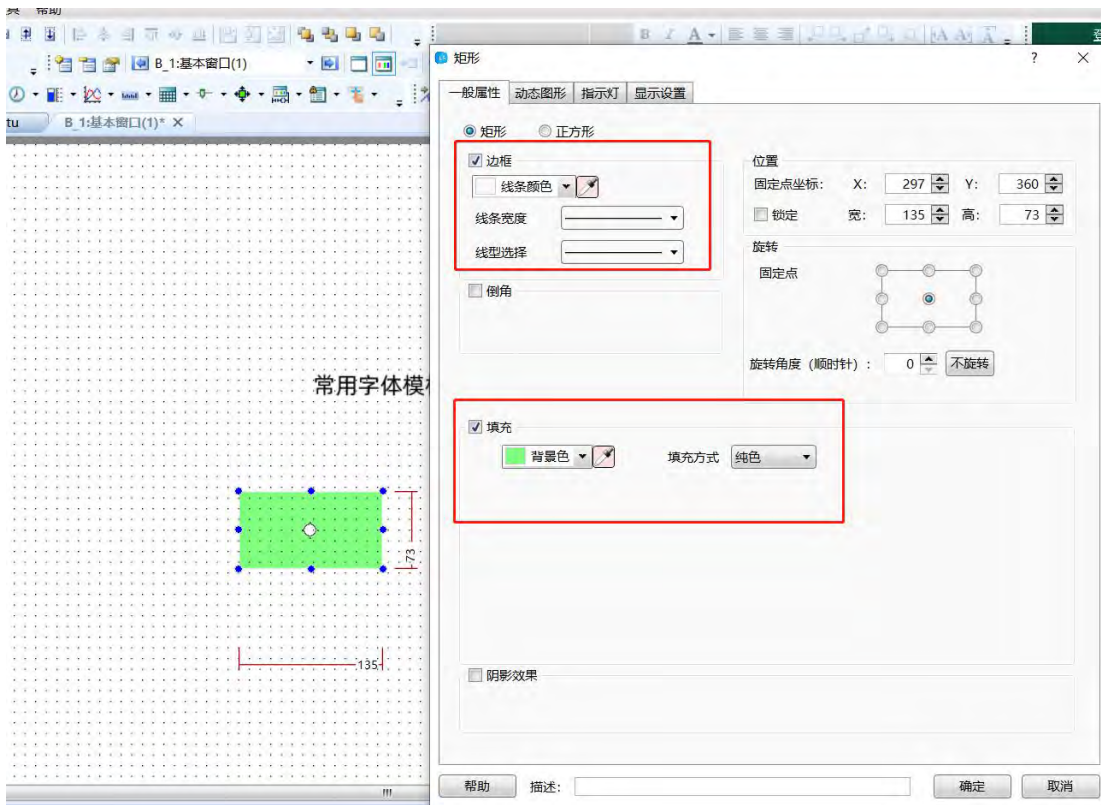 帮助
B I A
B_1:基本窗口(1)
B_1:基本窗口(1)* X
矩形
? ×
一般属性 动态图形 指示灯 显示设置
矩形 正方形
边框
线条颜色
线条宽度
线型选择
倒角
位置
固定点坐标: X: 297 Y: 360
锁定 宽: 135 高: 73
旋转
固定点
旋转角度 (顺时针) : 0 不旋转
常用字体模
填充
背景色 填充方式 纯色
73
135
阴影效果
帮助 描述: 确定 取消